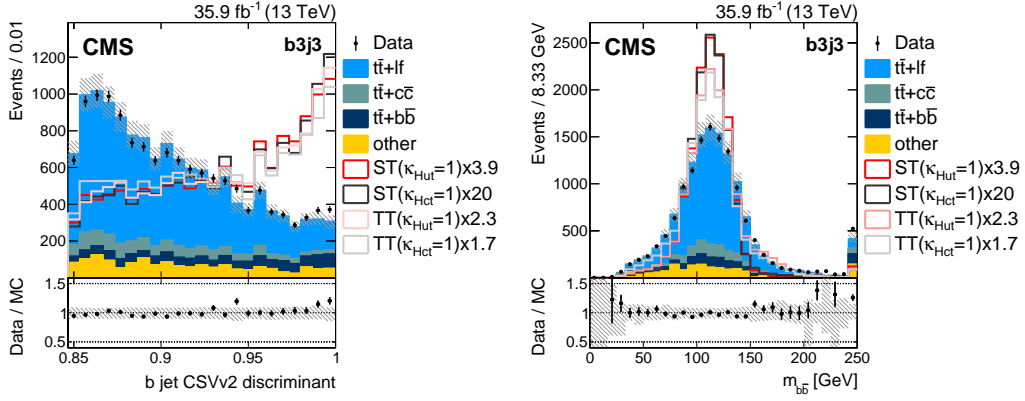 35.9 fb⁻¹ (13 TeV)
CMS
b3j3
Events / 0.01
1200
1000
800
600
400
200
Data
tt̄+lf
tt̄+cc̄
tt̄+bb̄
other
ST(κHut=1)x3.9
ST(κHct=1)x20
TT(κHut=1)x2.3
TT(κHct=1)x1.7
Data / MC
1.5
1
0.5
0.85
0.9
0.95
1
b jet CSVv2 discriminant
35.9 fb⁻¹ (13 TeV)
CMS
b3j3
Events / 8.33 GeV
2500
2000
1500
1000
500
0
Data
tt̄+lf
tt̄+cc̄
tt̄+bb̄
other
ST(κHut=1)x3.9
ST(κHct=1)x20
TT(κHut=1)x2.3
TT(κHct=1)x1.7
Data / MC
1.5
1
0.5
0
50
100
150
200
250
mbb̄ [GeV]